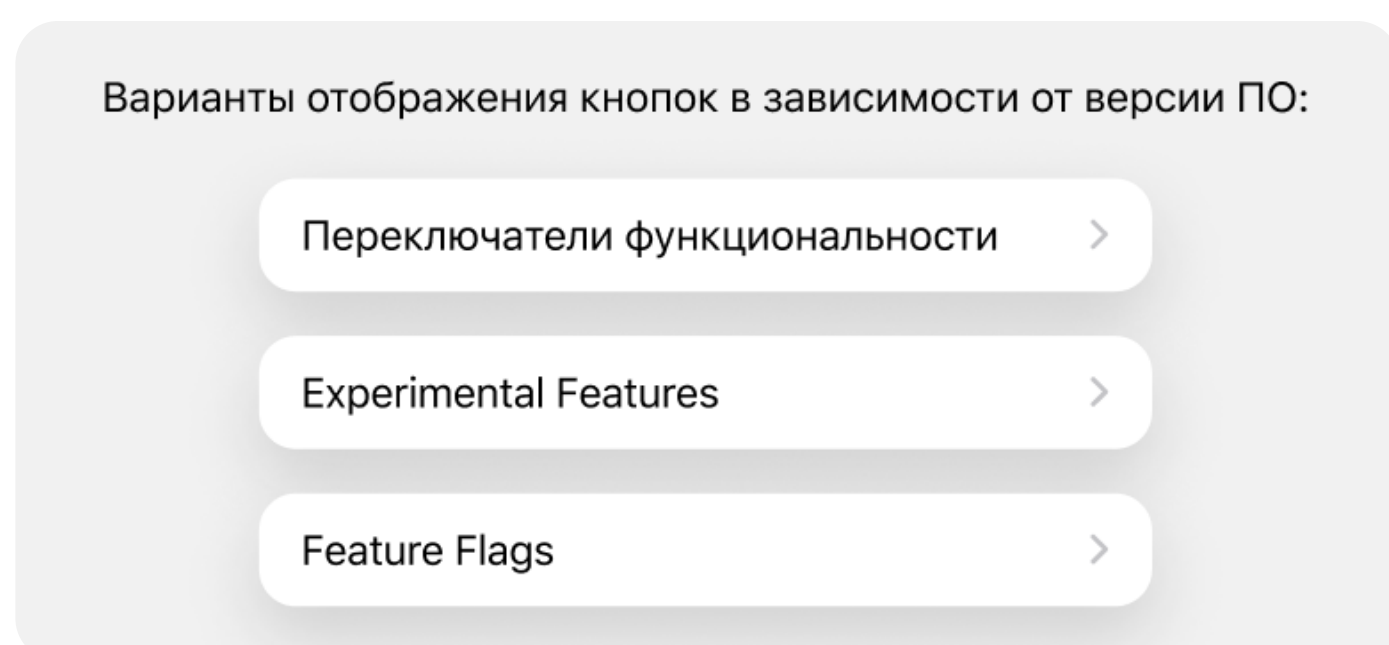 Варианты отображения кнопок в зависимости от версии ПО:
Переключатели функциональности
Experimental Features
Feature Flags